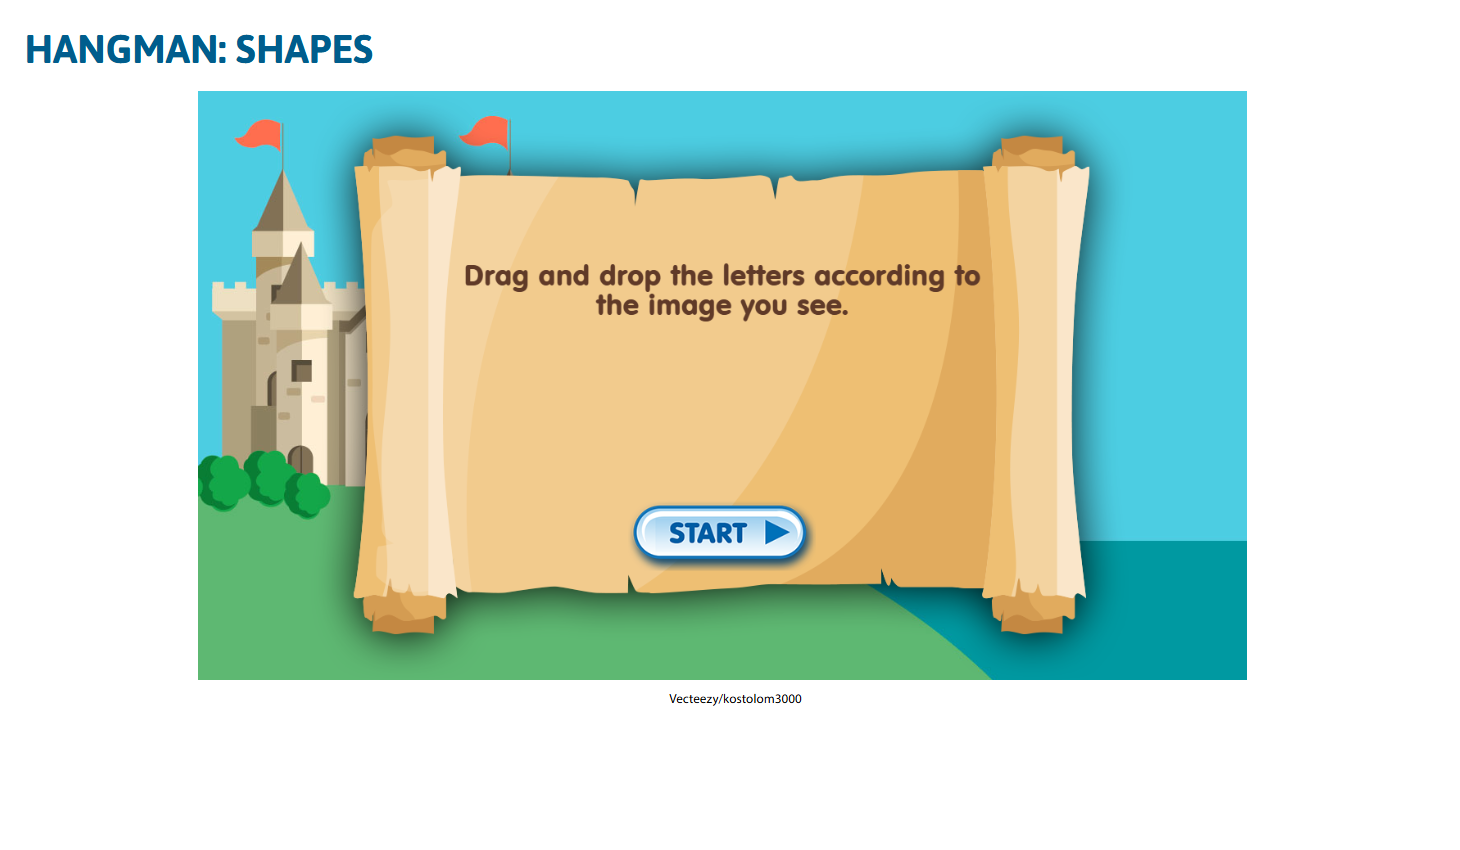 HANGMAN: SHAPES
Drag and drop the letters according to
the image you see.
START
Vecteezy/kostolom3000